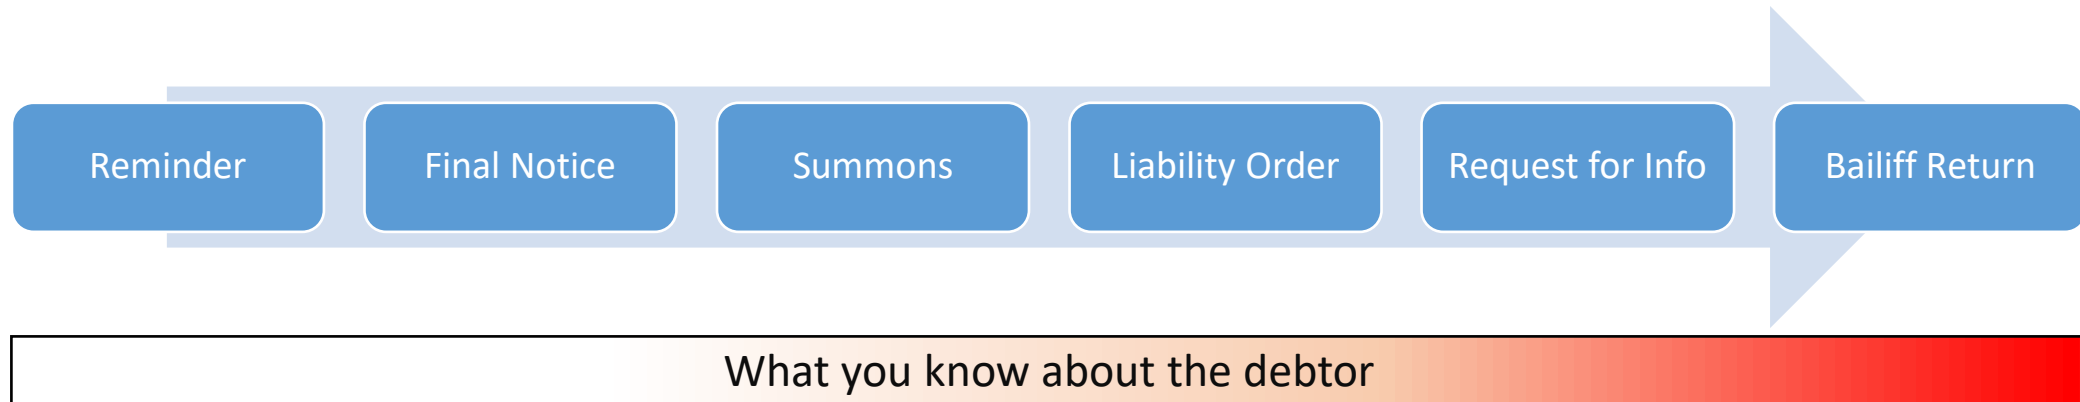 Reminder
Final Notice
Summons
Liability Order
Request for Info
Bailiff Return
What you know about the debtor